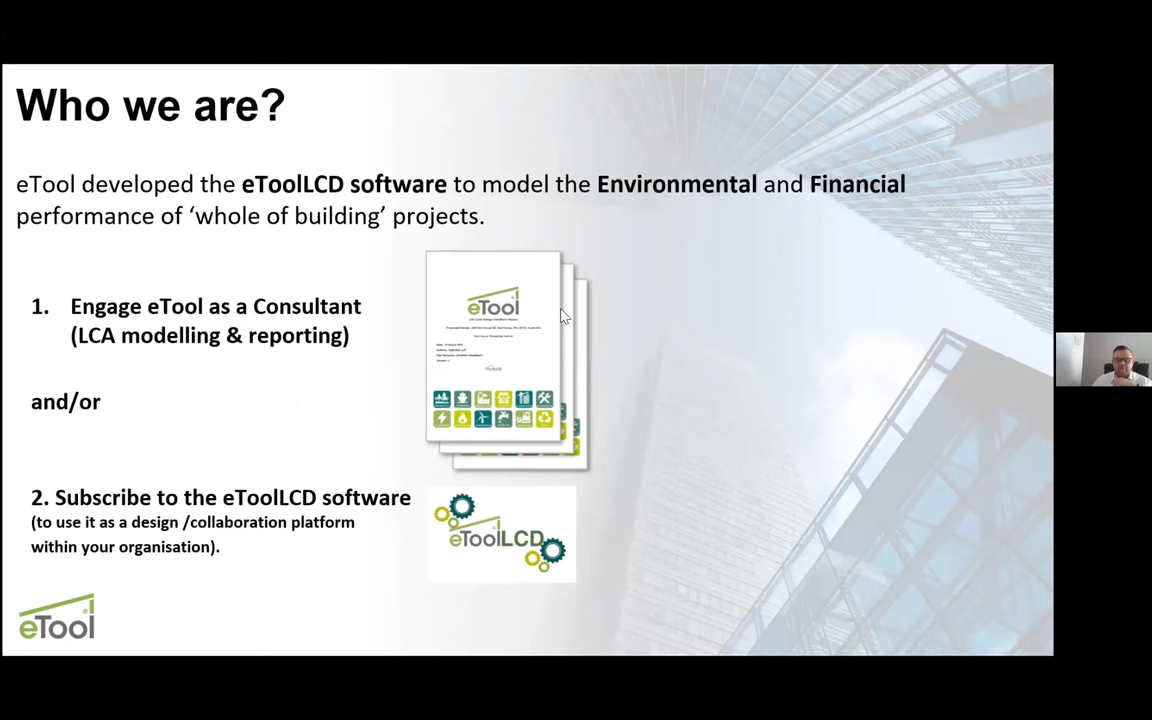 Who we are?
eTool developed the eToolLCD software to model the Environmental and Financial
performance of ‘whole of building’ projects.
1. Engage eTool as a Consultant
(LCA modelling & reporting)
eTool
and/or
2. Subscribe to the eToolLCD software
(to use it as a design /collaboration platform
within your organisation).
eToolLCD
eTool